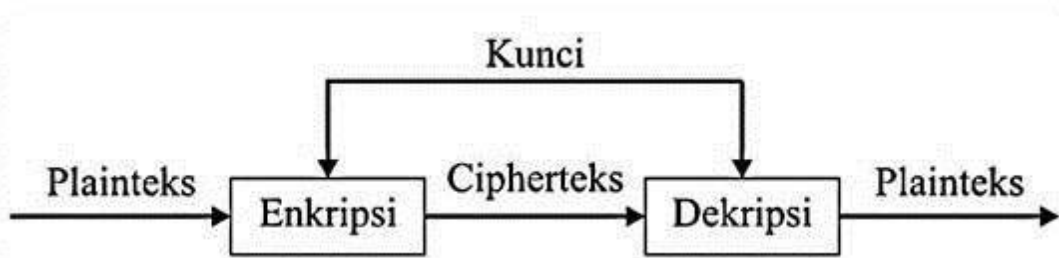 Kunci
Plainteks
Enkripsi
Cipherteks
Dekripsi
Plainteks